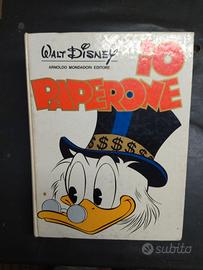 WALT DISNEY
ARNOLDO MONDADORI EDITORE
IO
PAPERONE
subito